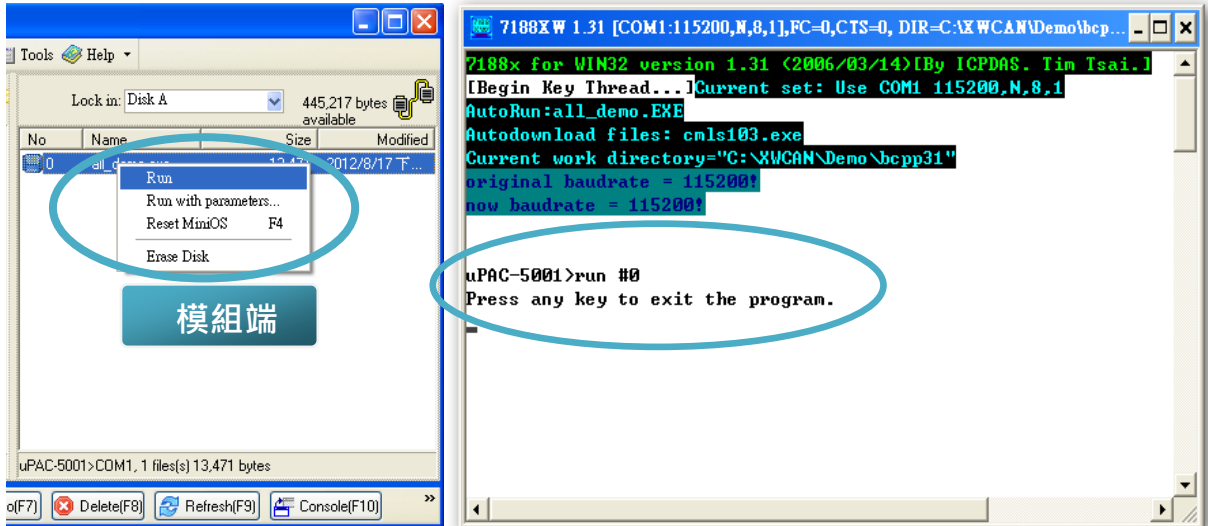 Tools Help
Lock in: Disk A
445,217 bytes
available
No Name Size Modified
0 2012/8/17 下...
Run
Run with parameters...
Reset MiniOS F4
Erase Disk
模組端
uPAC-5001>COM1, 1 files(s) 13,471 bytes
o(F7) Delete(F8) Refresh(F9) Console(F10) »
7188XW 1.31 [COM1:115200,N,8,1],FC=0,CTS=0, DIR=C:\XWCAN\Demo\bcp...
7188x for WIN32 version 1.31 (2006/03/14)[By ICPDAS. Tim Tsai.]
[Begin Key Thread...]Current set: Use COM1 115200,N,8,1
AutoRun:all_demo.EXE
Autodownload files: cmls103.exe
Current work directory="C:\XWCAN\Demo\bcpp31"
original baudrate = 115200!
now baudrate = 115200!
uPAC-5001>run #0
Press any key to exit the program.